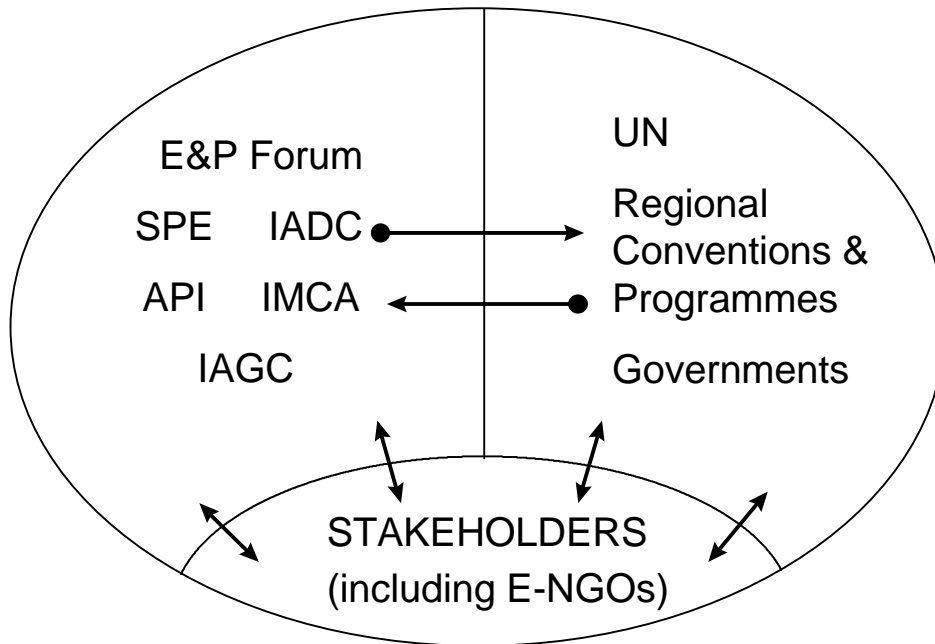 E&P Forum
SPE IADC
API IMCA
IAGC
UN
Regional
Conventions &
Programmes
Governments
STAKEHOLDERS
(including E-NGOs)